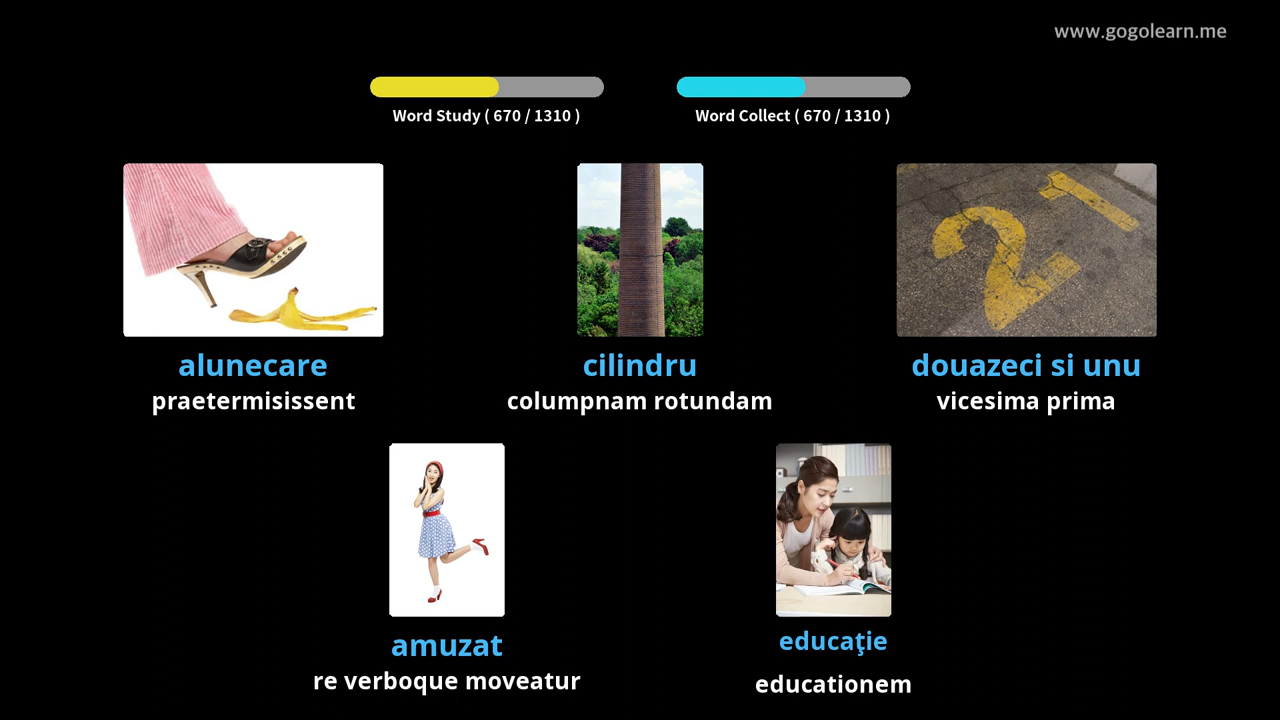 www.gogolearn.me
Word Study ( 670 / 1310 )
Word Collect ( 670 / 1310 )
21
alunecare
praetermisissent
cilindru
columpnam rotundam
douazeci si unu
vicesima prima
amuzat
re verboque moveatur
educaţie
educationem